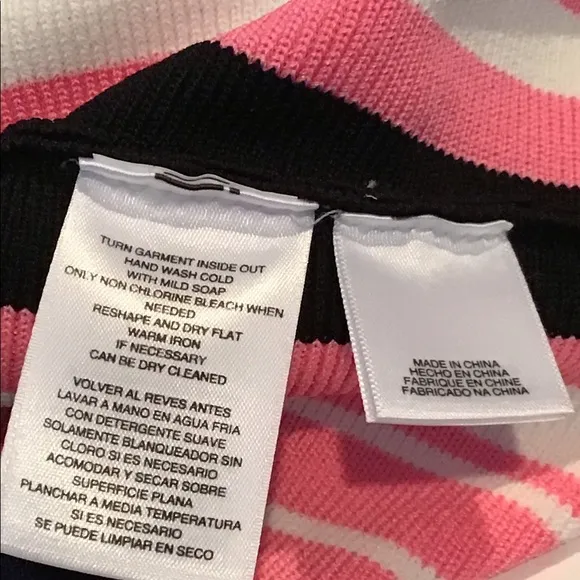 TURN GARMENT INSIDE OUT
HAND WASH COLD
WITH MILD SOAP
ONLY NON CHLORINE BLEACH WHEN
NEEDED
RESHAPE AND DRY FLAT
WARM IRON
IF NECESSARY
CAN BE DRY CLEANED
VOLVER AL REVES ANTES
LAVAR A MANO EN AGUA FRIA
CON DETERGENTE SUAVE
SOLAMENTE BLANQUEADOR SIN
CLORO SI ES NECESARIO
ACOMODAR Y SECAR SOBRE
SUPERFICIE PLANA
PLANCHAR A MEDIA TEMPERATURA
SI ES NECESARIO
SE PUEDE LIMPIAR EN SECO
MADE IN CHINA
HECHO EN CHINA
FABRIQUE EN CHINE
FABRICADO NA CHINA